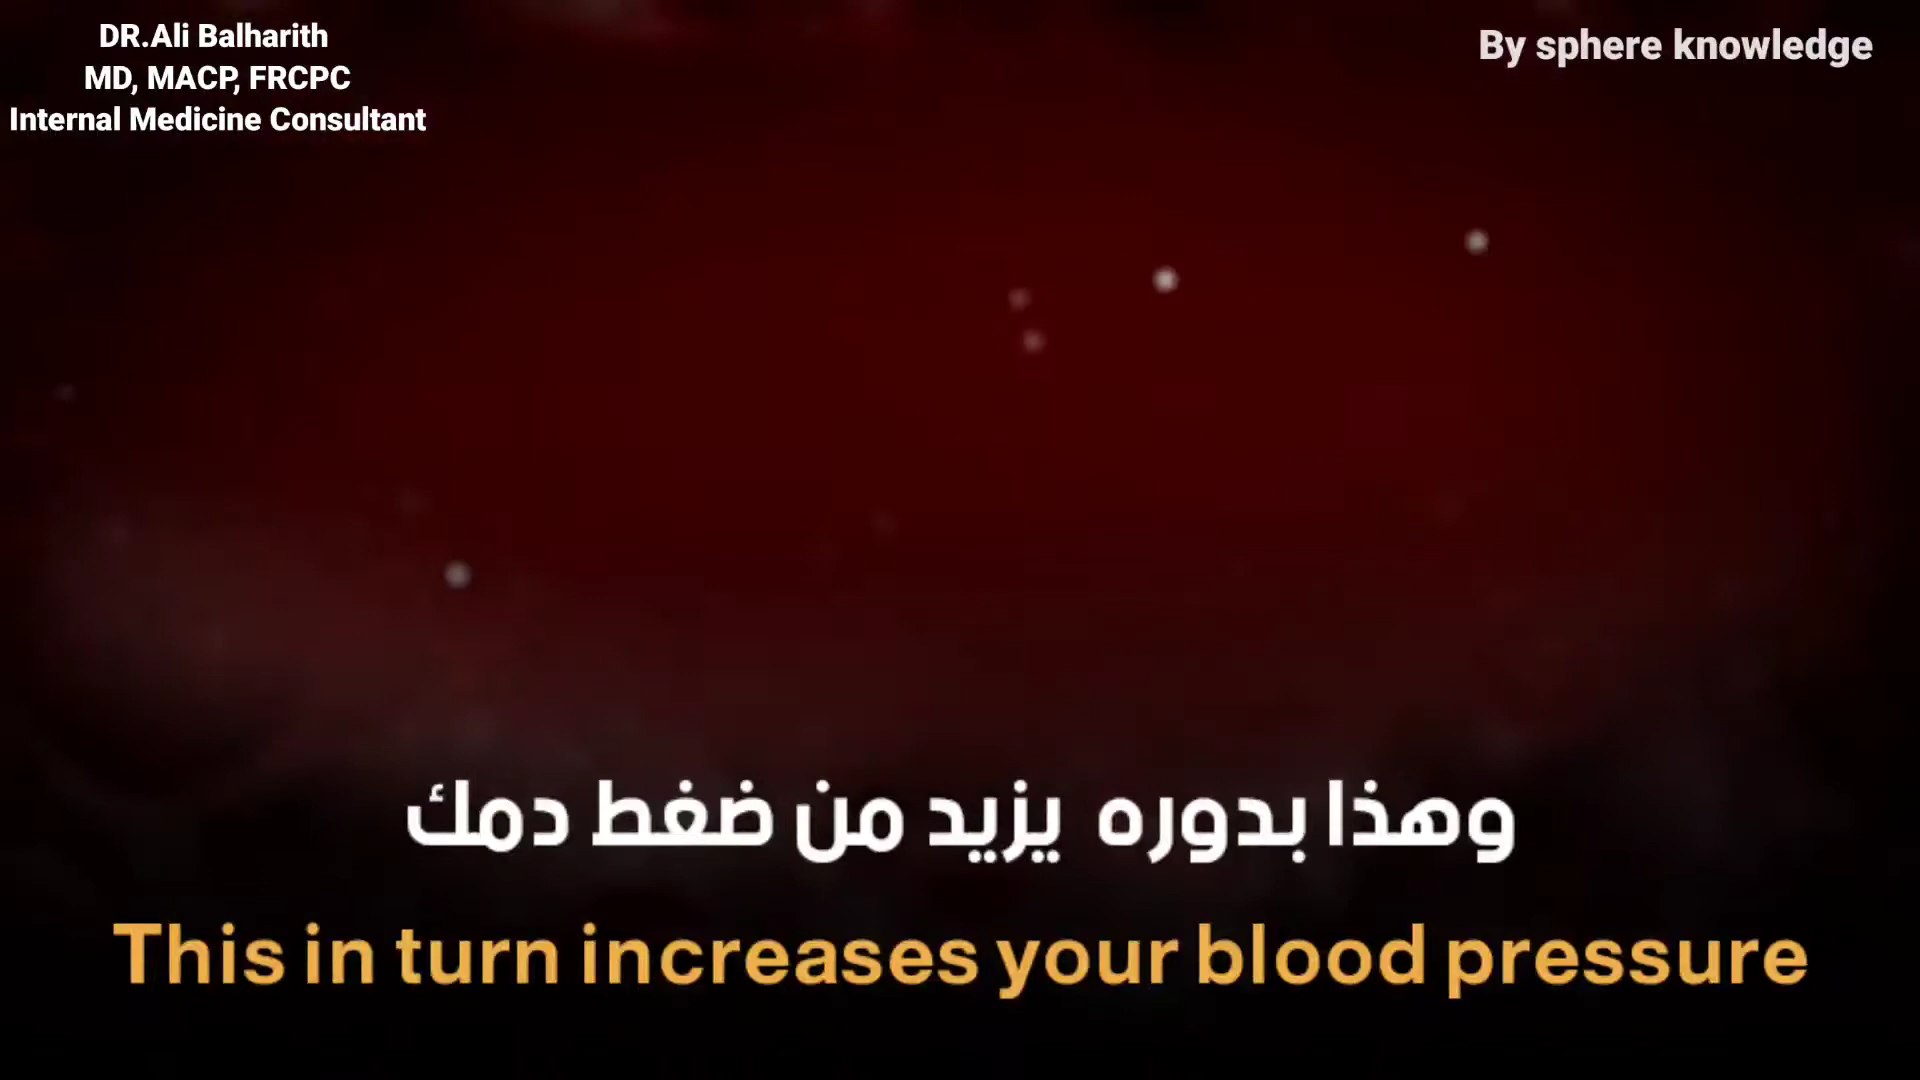 DR.Ali Balharith
MD, MACP, FRCPC
Internal Medicine Consultant
By sphere knowledge
وهذا بدوره يزيد من ضغط دمك
This in turn increases your blood pressure